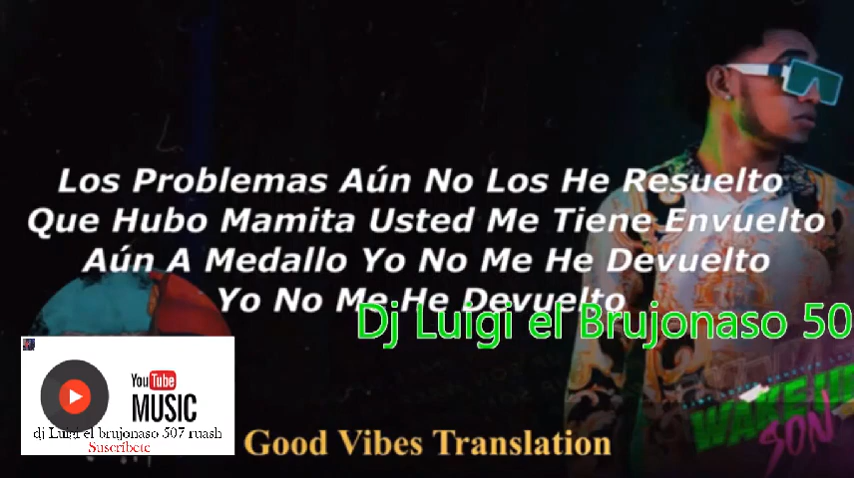 Los Problemas Aún No Los He Resuelto
Que Hubo Mamita Usted Me Tiene Envuelto
Aún A Medallo Yo No Me He Devuelto
Yo No Me He Devuelto
Dj Luigi el Brujonaso 50
YouTube
MUSIC
dj Luigi el brujonaso 507 ruash
Suscríbete
Good Vibes Translation
WAKE
SON